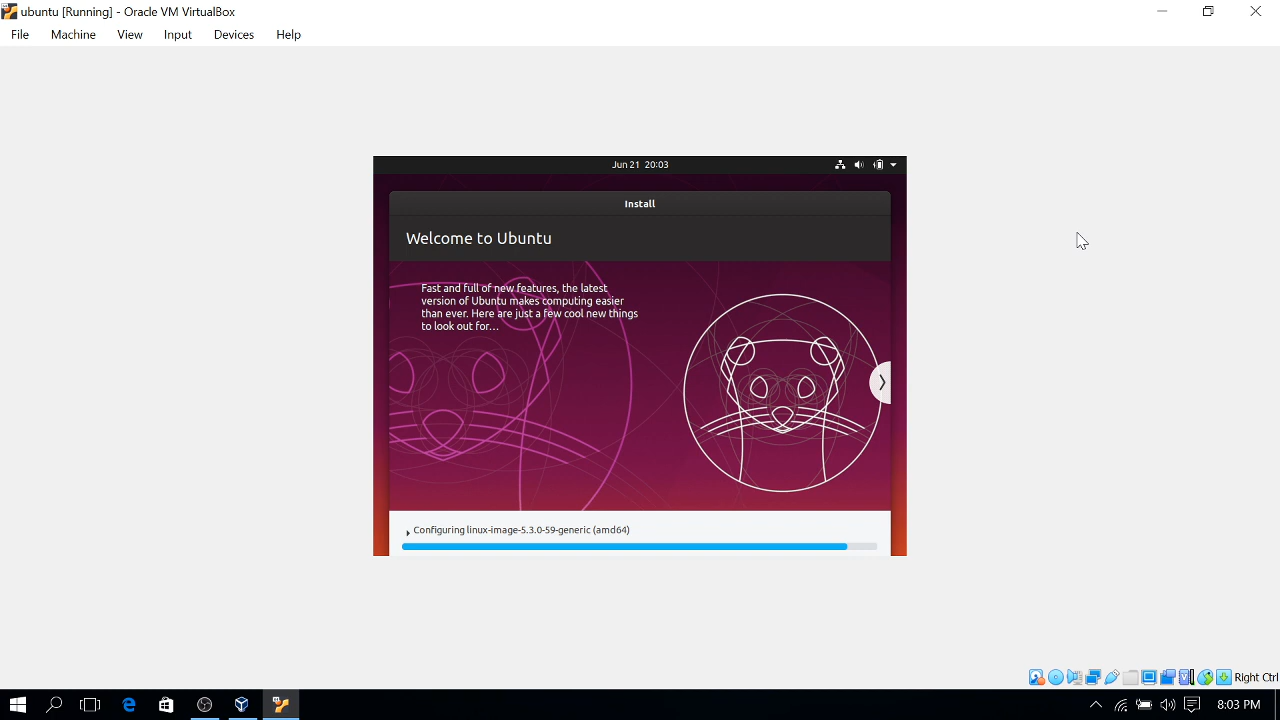 ubuntu [Running] - Oracle VM VirtualBox
File Machine View Input Devices Help
Jun 21 20:03
Install
Welcome to Ubuntu
Fast and full of new features, the latest
version of Ubuntu makes computing easier
than ever. Here are just a few cool new things
to look out for...
Configuring linux-image-5.3.0-59-generic (amd64)
Right Ctrl
8:03 PM